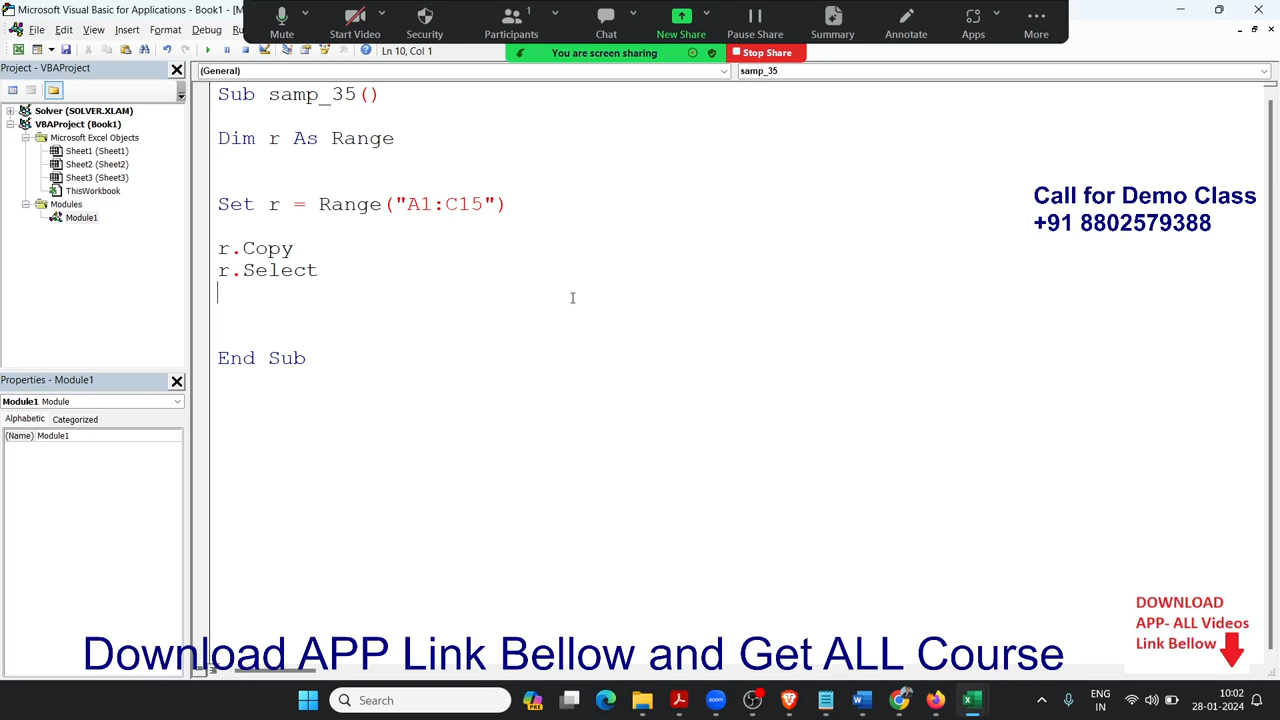 Microsoft Visual Basic for Applications - Book1 - [M
File Edit View Insert Format Debug Ru
Ln 10, Col 1
Mute
Start Video
Security
Participants
1
Chat
New Share
Pause Share
Summary
Annotate
Apps
More
You are screen sharing
Stop Share
Project - VBAProject
Solver (SOLVER.XLAM)
VBAProject (Book1)
Microsoft Excel Objects
Sheet1 (Sheet1)
Sheet2 (Sheet2)
Sheet3 (Sheet3)
ThisWorkbook
Modules
Module1
(General)
samp_35
Sub samp_35()
Dim r As Range
Set r = Range("A1:C15")
r.Copy
r.Select
End Sub
Call for Demo Class
+91 8802579388
Properties - Module1
Module1 Module
Alphabetic Categorized
(Name) Module1
DOWNLOAD
APP- ALL Videos
Link Bellow
Download APP Link Bellow and Get ALL Course
Search
PRE
zoom
ENG
IN
10:02
28-01-2024